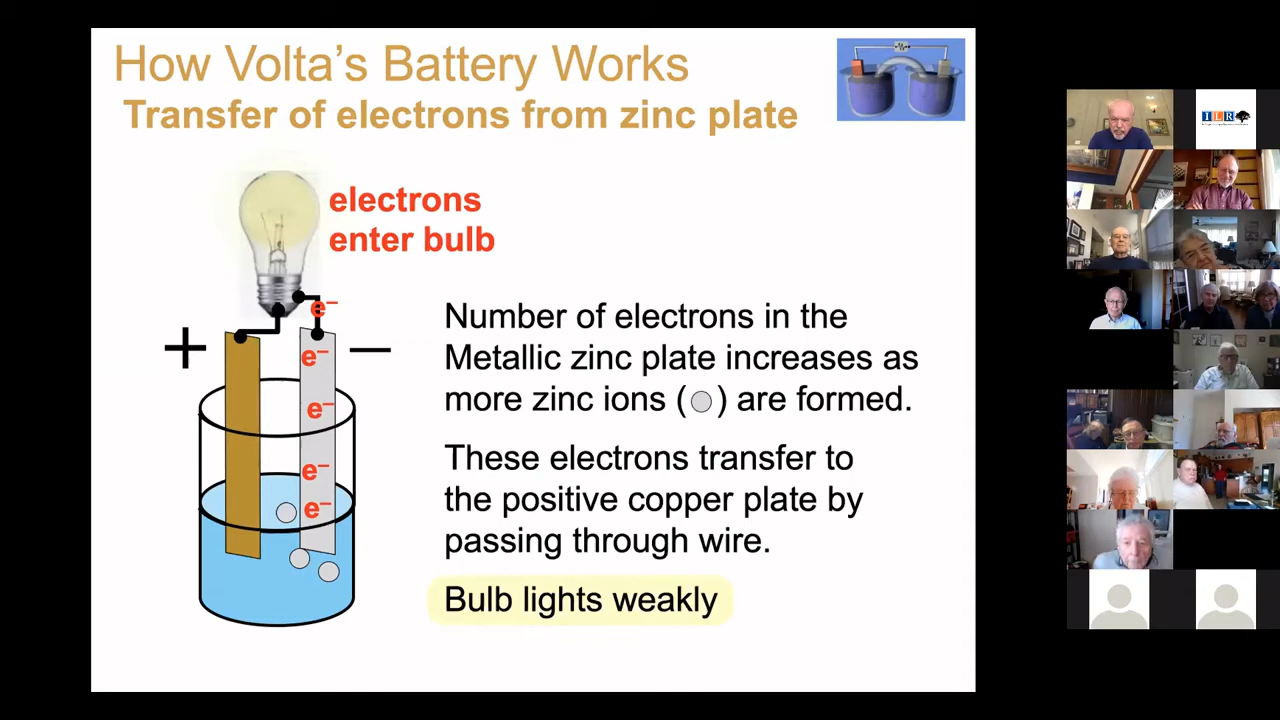 How Volta's Battery Works
Transfer of electrons from zinc plate
electrons
enter bulb
e⁻
+
e⁻
—
e⁻
e⁻
e⁻
Number of electrons in the
Metallic zinc plate increases as
more zinc ions ( ) are formed.
These electrons transfer to
the positive copper plate by
passing through wire.
Bulb lights weakly
ILR